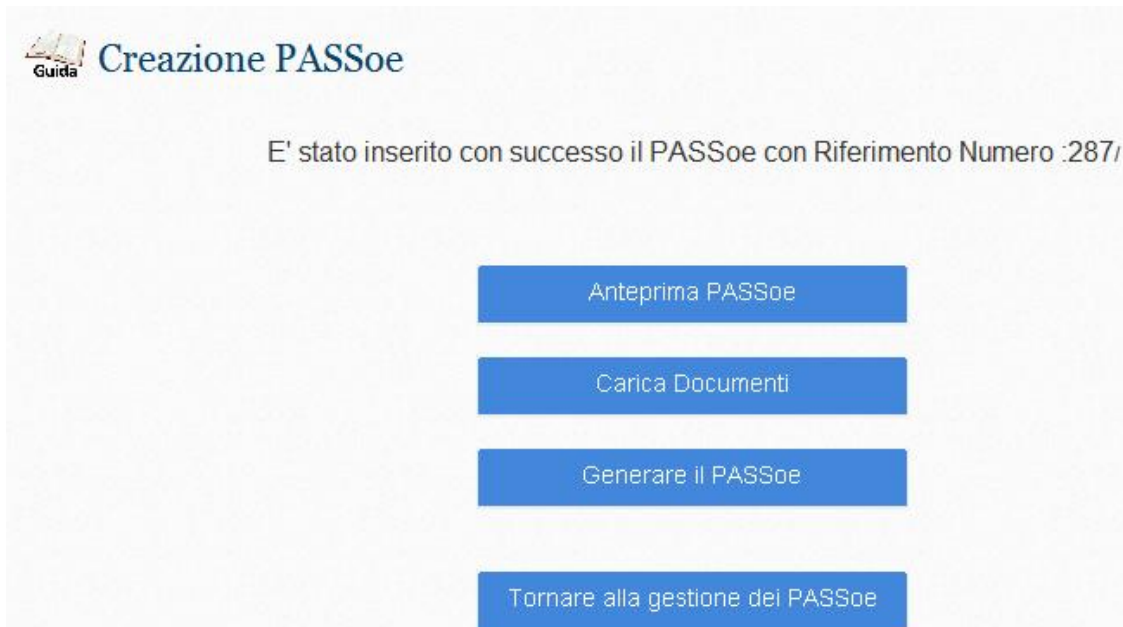 Guida
Creazione PASSoe
E' stato inserito con successo il PASSoe con Riferimento Numero :287/
Anteprima PASSoe
Carica Documenti
Generare il PASSoe
Tornare alla gestione dei PASSoe